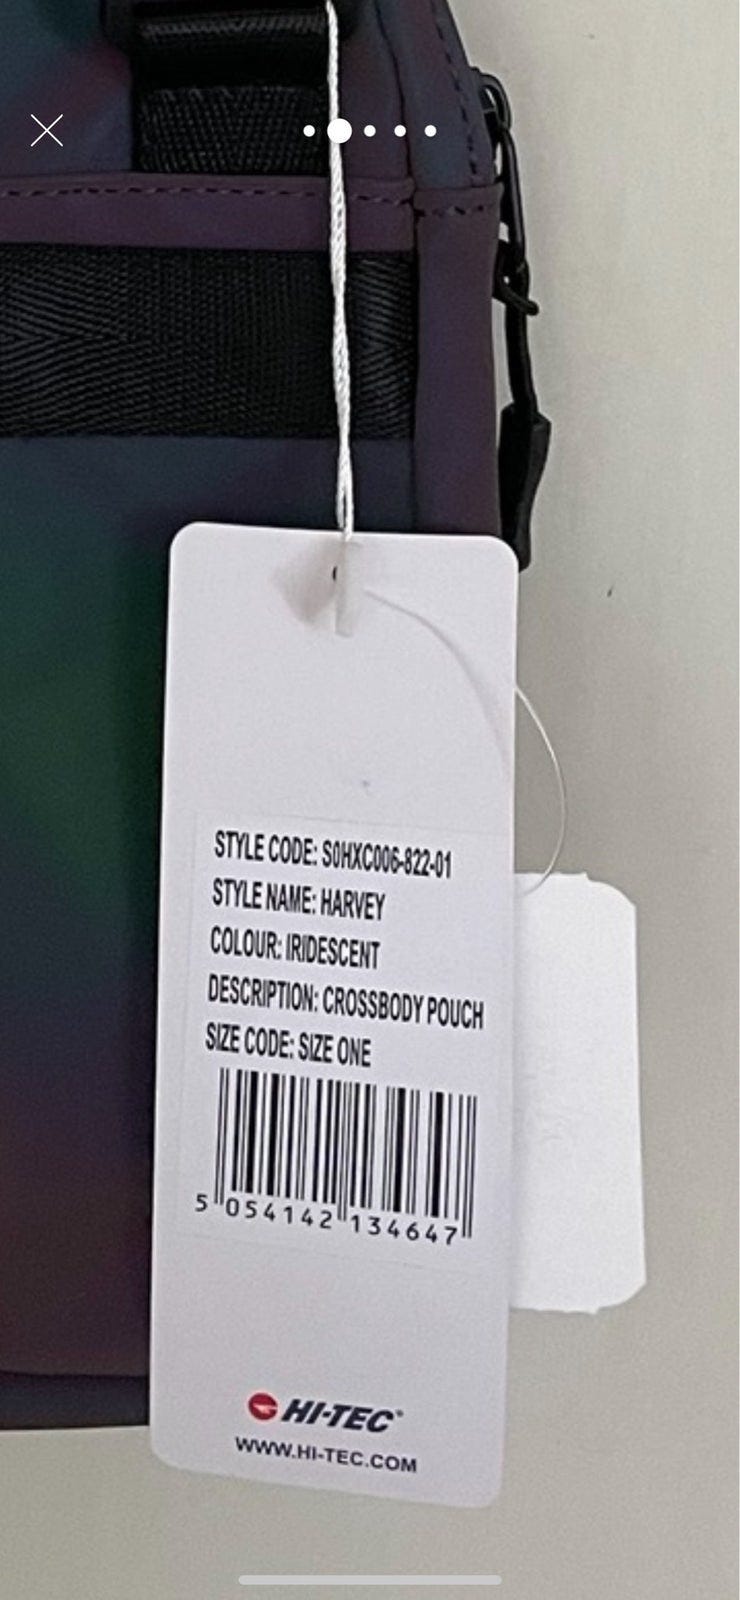 STYLE CODE: S0HXC006-822-01
STYLE NAME: HARVEY
COLOUR: IRIDESCENT
DESCRIPTION: CROSSBODY POUCH
SIZE CODE: SIZE ONE
5 054142 134647
HI-TEC®
WWW.HI-TEC.COM